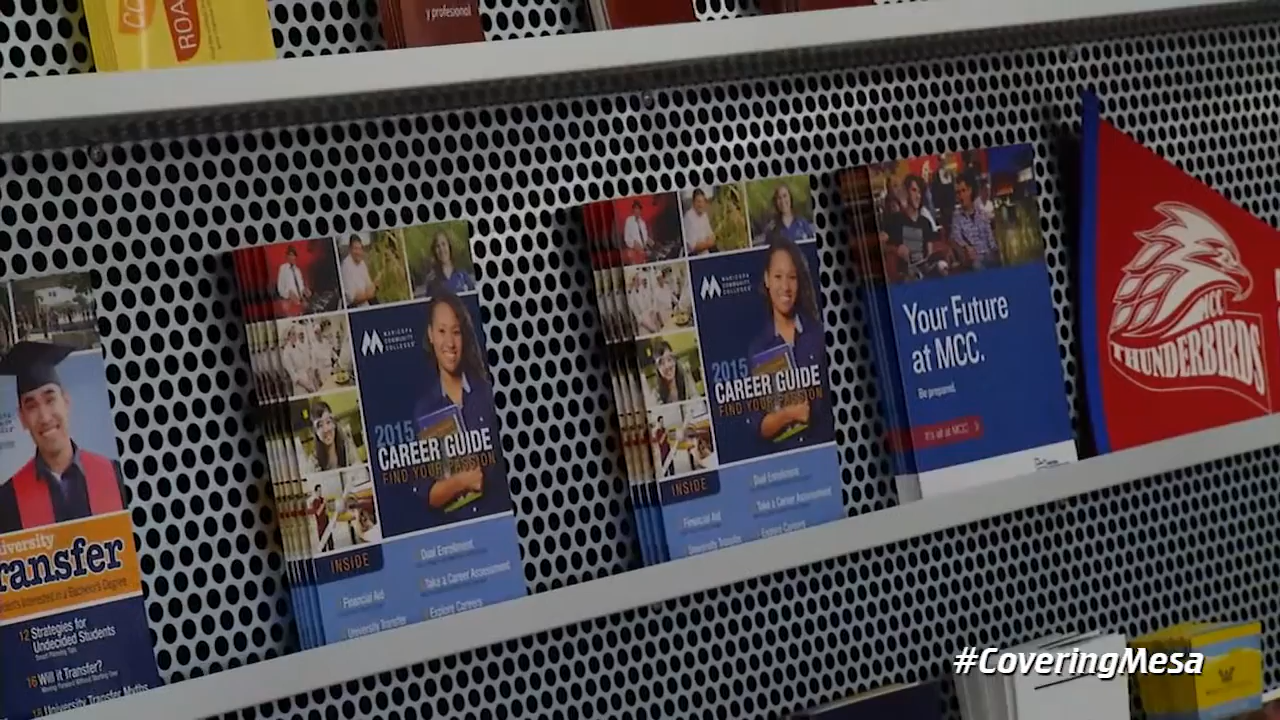 ROA
y profesional
niversity
ransfer
12 Strategies for
Undecided Students
16 Will it Transfer?
18 University Transfer Myths
MARICOPA
COMMUNITY
COLLEGES
2015
CAREER GUIDE
FIND YOUR PASSION
INSIDE
Dual Enrollment
Financial Aid
Take a Career Assessment
University Transfer
Explore Careers
MARICOPA
COMMUNITY
COLLEGES
2015
CAREER GUIDE
FIND YOUR PASSION
INSIDE
Dual Enrollment
Financial Aid
Take a Career Assessment
University Transfer
Explore Careers
Your Future
at MCC.
Be prepared.
It's all at MCC
MCC
THUNDERBIRDS
#CoveringMesa